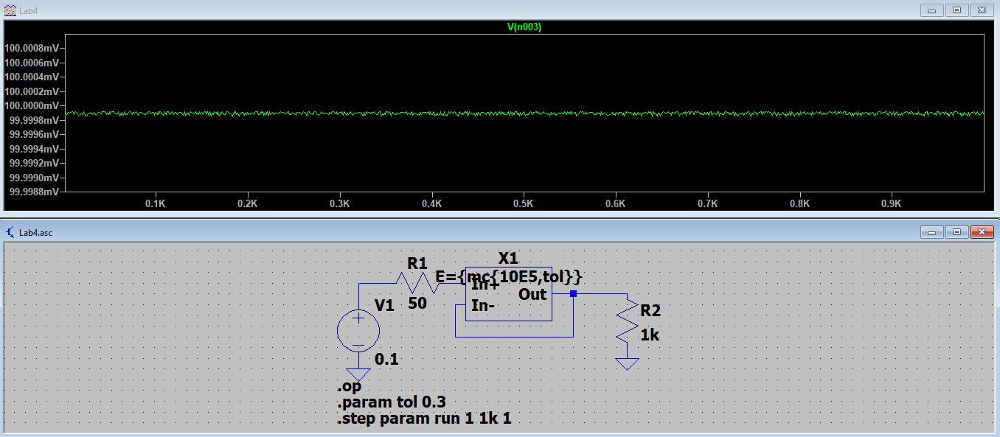 Lab4
V(n003)
100.0008mV
100.0006mV
100.0004mV
100.0002mV
100.0000mV
99.9998mV
99.9996mV
99.9994mV
99.9992mV
99.9990mV
99.9988mV
0.1K 0.2K 0.3K 0.4K 0.5K 0.6K 0.7K 0.8K 0.9K
Lab4.asc
X1
R1
E={mc{10E5,tol}}
In+
Out
50
V1
In-
R2
1k
0.1
.op
.param tol 0.3
.step param run 1 1k 1